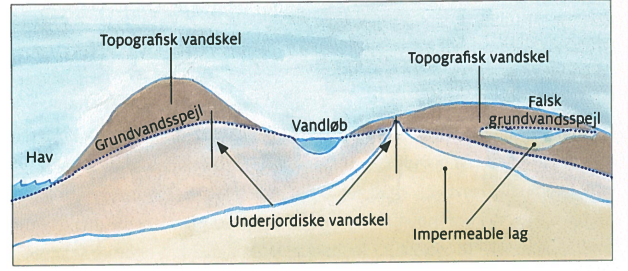 Topografisk vandskel
Topografisk vandskel
Falsk
grundvandsspejl
Grundvandsspejl
Vandløb
Hav
Underjordiske vandskel
Impermeable lag